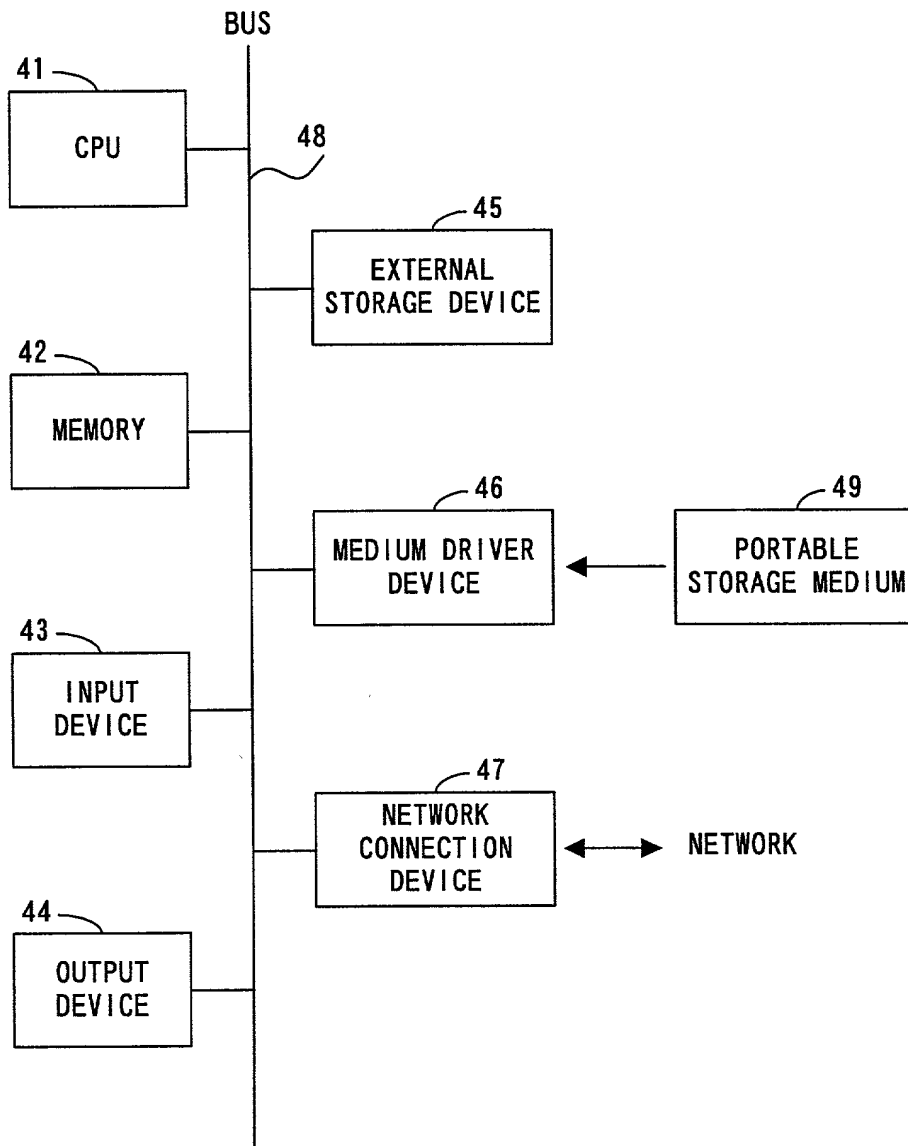 BUS
41
CPU
48
45
EXTERNAL
STORAGE DEVICE
42
MEMORY
46
MEDIUM DRIVER
DEVICE
49
PORTABLE
STORAGE MEDIUM
43
INPUT
DEVICE
47
NETWORK
CONNECTION
DEVICE
NETWORK
44
OUTPUT
DEVICE